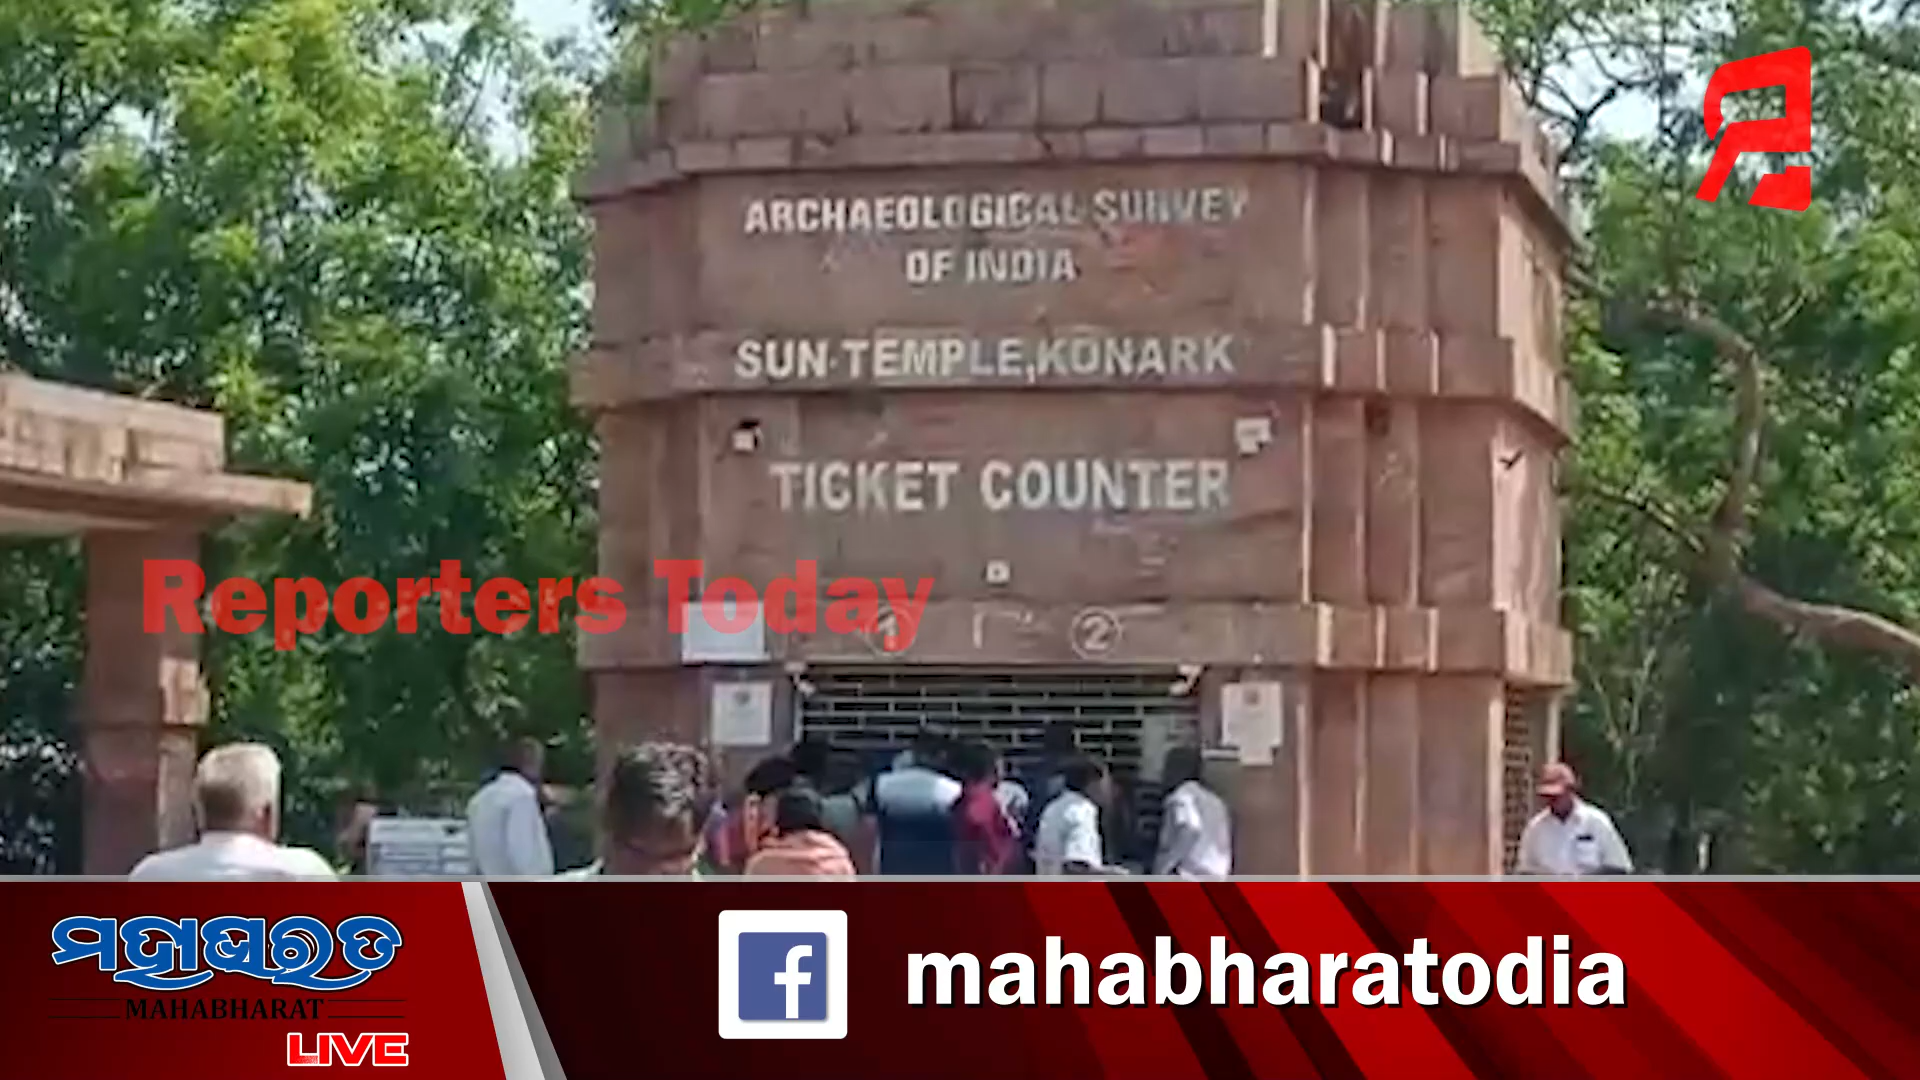 ARCHAEOLOGICAL SURVEY
OF INDIA
SUN TEMPLE, KONARK
TICKET COUNTER
Reporters Today
1 2
ମହାଭାରତ
MAHABHARAT
LIVE
f mahabharatodia